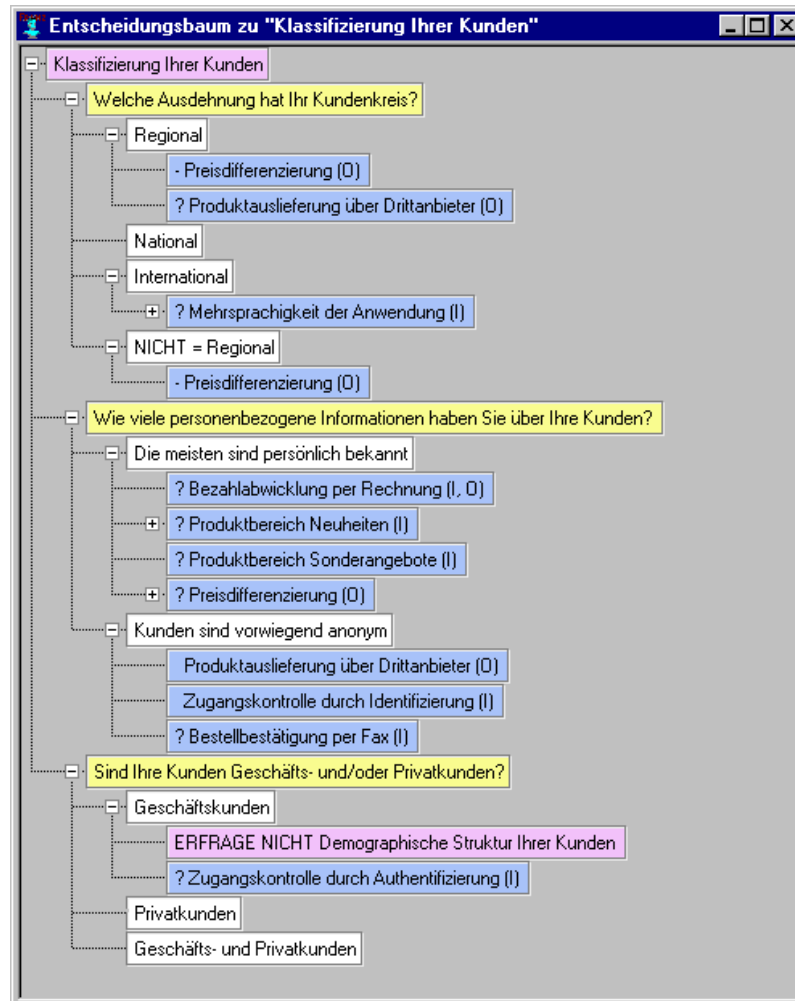 Entscheidungsbaum zu "Klassifizierung Ihrer Kunden"
Klassifizierung Ihrer Kunden
Welche Ausdehnung hat Ihr Kundenkreis?
Regional
- Preisdifferenzierung (O)
? Produktauslieferung über Drittanbieter (O)
National
International
? Mehrsprachigkeit der Anwendung (I)
NICHT = Regional
- Preisdifferenzierung (O)
Wie viele personenbezogene Informationen haben Sie über Ihre Kunden?
Die meisten sind persönlich bekannt
? Bezahlabwicklung per Rechnung (I, O)
? Produktbereich Neuheiten (I)
? Produktbereich Sonderangebote (I)
? Preisdifferenzierung (O)
Kunden sind vorwiegend anonym
Produktauslieferung über Drittanbieter (O)
Zugangskontrolle durch Identifizierung (I)
? Bestellbestätigung per Fax (I)
Sind Ihre Kunden Geschäfts- und/oder Privatkunden?
Geschäftskunden
ERFRAGE NICHT Demographische Struktur Ihrer Kunden
? Zugangskontrolle durch Authentifizierung (I)
Privatkunden
Geschäfts- und Privatkunden